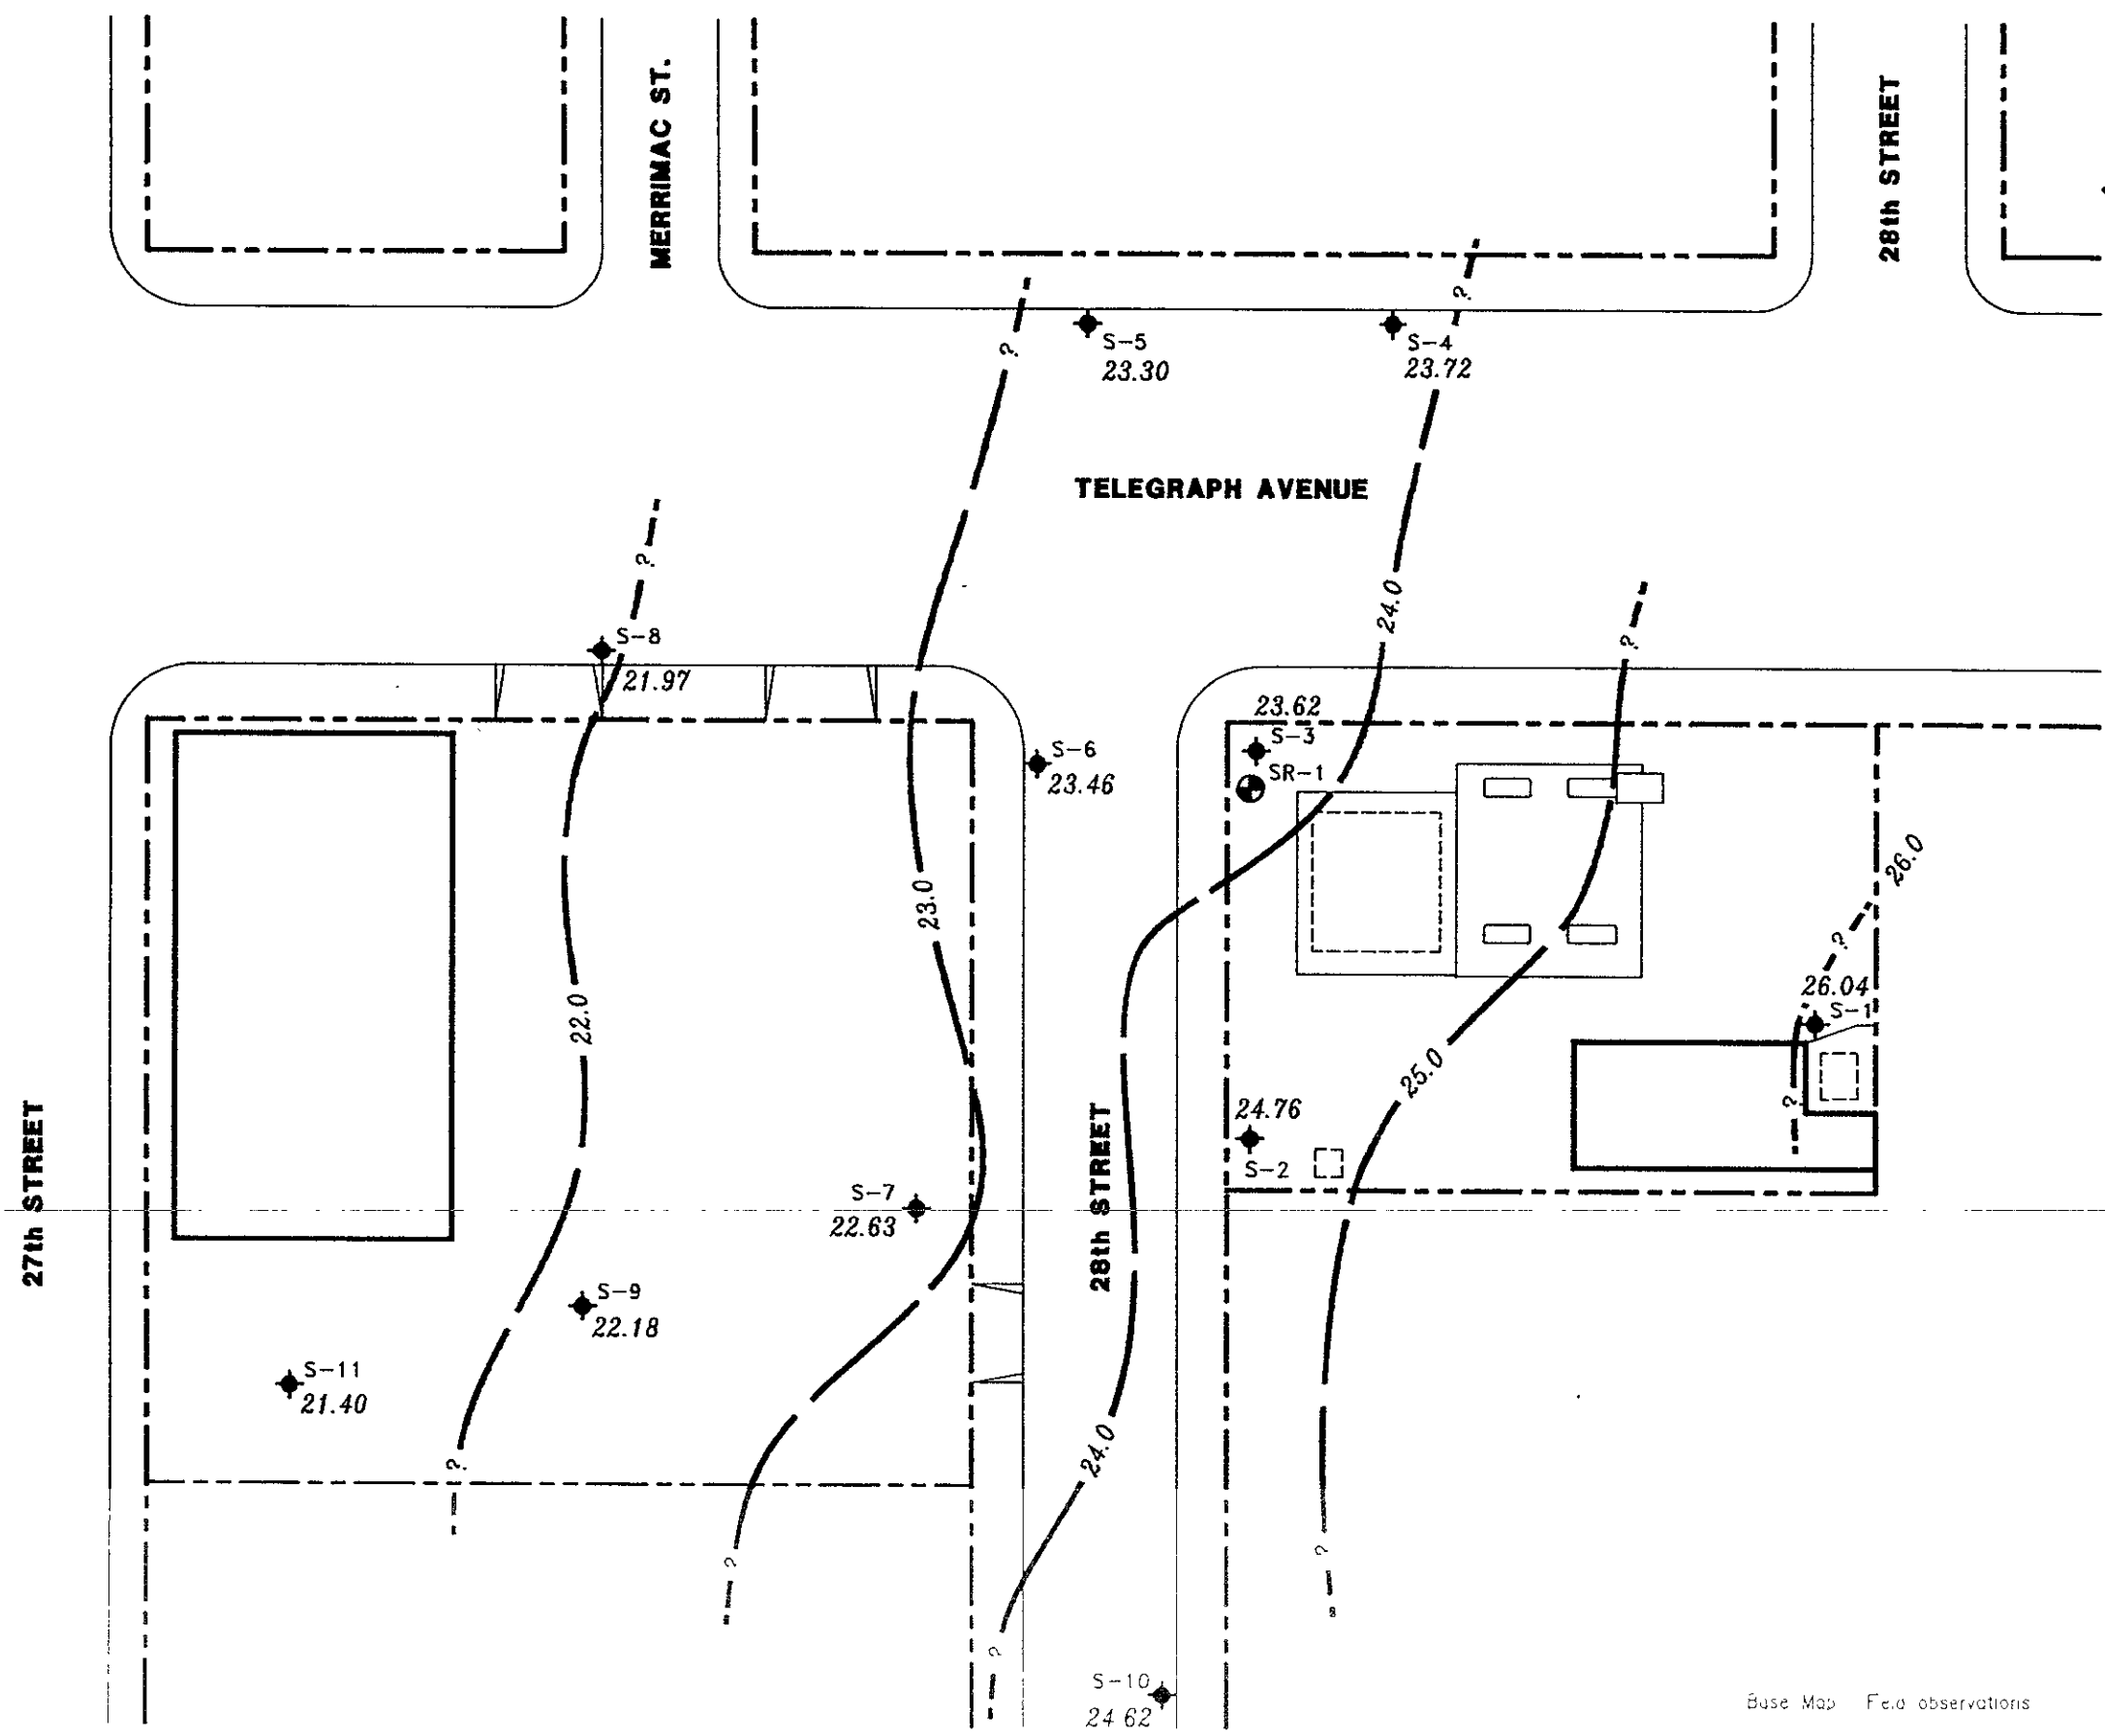 MERRIMAC ST.
28th STREET
?
?
S-5
23.30
S-4
23.72
TELEGRAPH AVENUE
?
24.0
?
S-8
21.97
23.62
S-3
S-6
23.46
SR-1
23.0
26.0
?
22.0
26.04
S-1
25.0
?
24.76
S-2
27th STREET
28th STREET
S-7
22.63
S-9
22.18
S-11
21.40
24.0
?
?
?
?
S-10
24 62
Base Map
observations